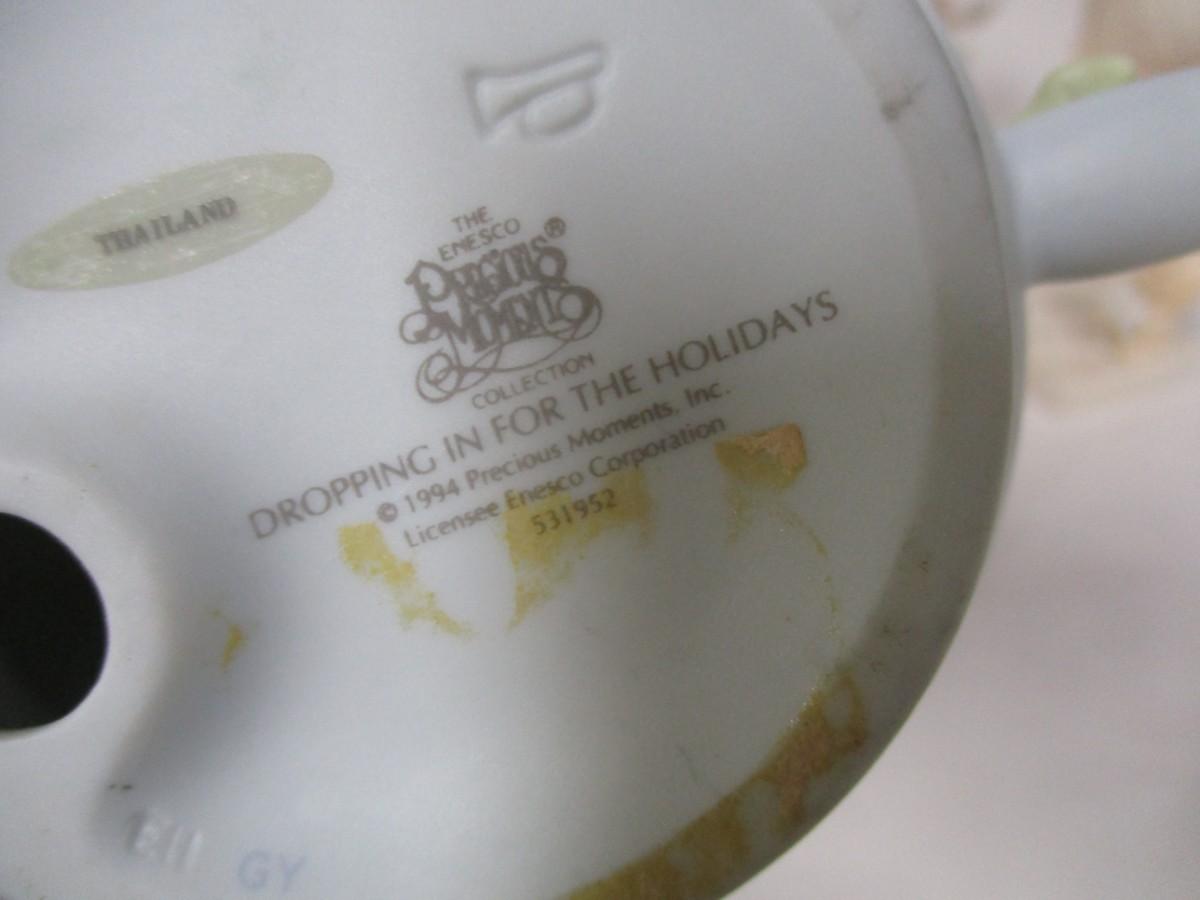 THAILAND
THE
ENESCO
PRECIOUS
MOMENTS®
COLLECTION
DROPPING IN FOR THE HOLIDAYS
© 1994 Precious Moments, Inc.
Licensee Enesco Corporation
531952
GY